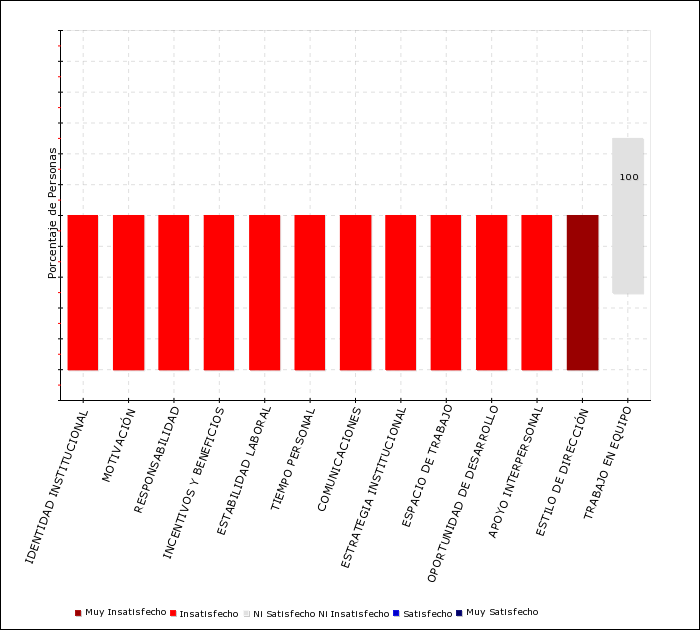 Porcentaje de Personas
100
IDENTIDAD INSTITUCIONAL
MOTIVACIÓN
RESPONSABILIDAD
INCENTIVOS Y BENEFICIOS
ESTABILIDAD LABORAL
TIEMPO PERSONAL
COMUNICACIONES
ESTRATEGIA INSTITUCIONAL
ESPACIO DE TRABAJO
OPORTUNIDAD DE DESARROLLO
APOYO INTERPERSONAL
ESTILO DE DIRECCIÓN
TRABAJO EN EQUIPO
Muy Insatisfecho Insatisfecho Ni Satisfecho Ni Insatisfecho Satisfecho Muy Satisfecho